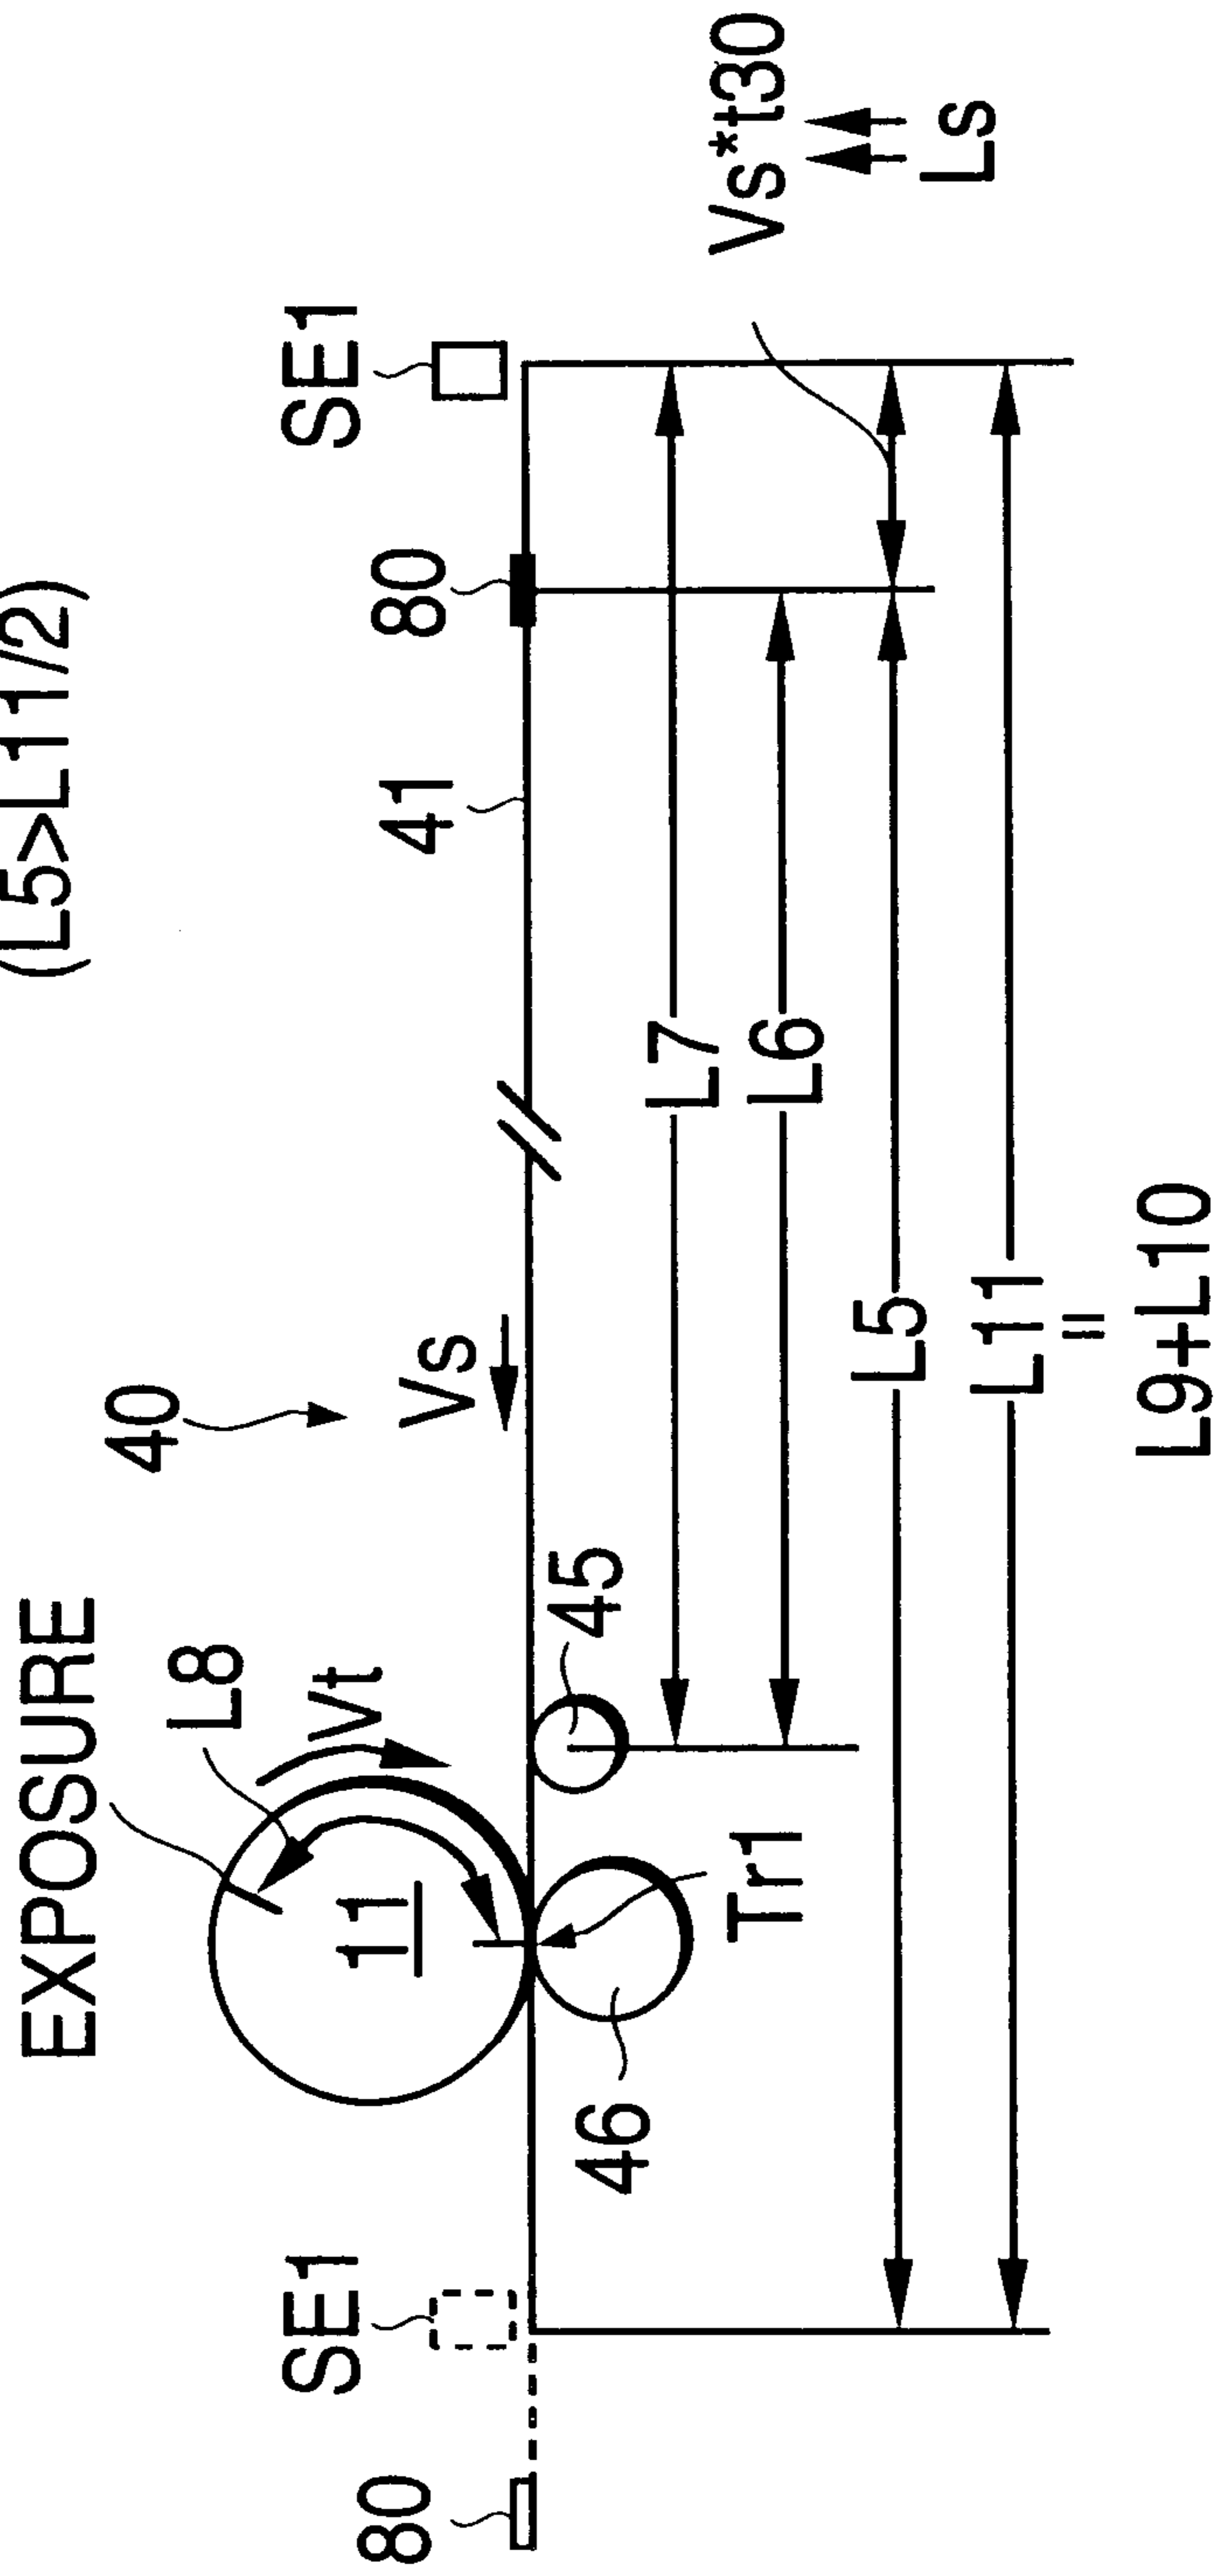 (L5>L11/2)
EXPOSURE
L8
Vt
11
40
Vs
41
80
SE1
SE1
80
45
46
Tr1
L7
L6
L5
L11
=
L9+L10
Vs*t30
Ls